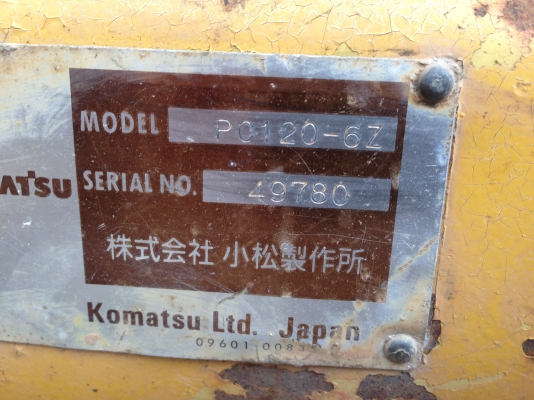 MODEL PC120-6Z
ATSU SERIAL NO. 49780
株式会社 小松製作所
Komatsu Ltd. Japan